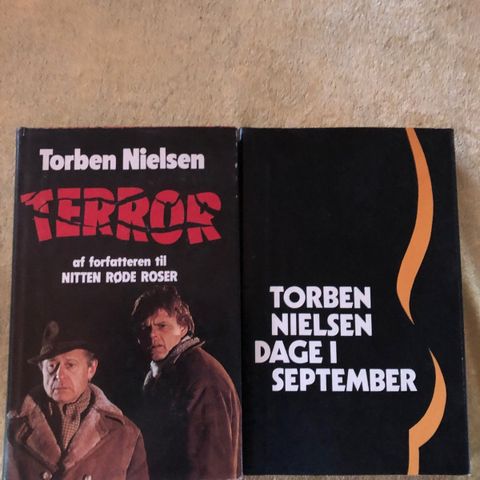 Torben Nielsen
TERROR
af forfatteren til
NITTEN RØDE ROSER
TORBEN
NIELSEN
DAGE I
SEPTEMBER